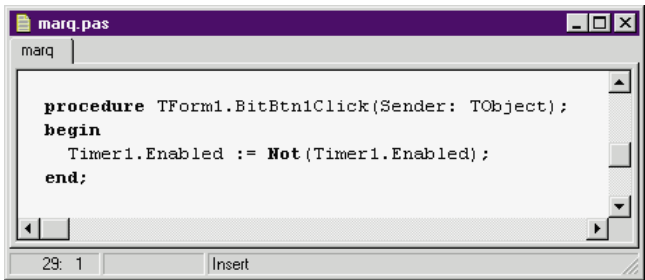 marq.pas
marq
procedure TForm1.BitBtn1Click(Sender: TObject);
begin
Timer1.Enabled := Not(Timer1.Enabled);
end;
29: 1
Insert